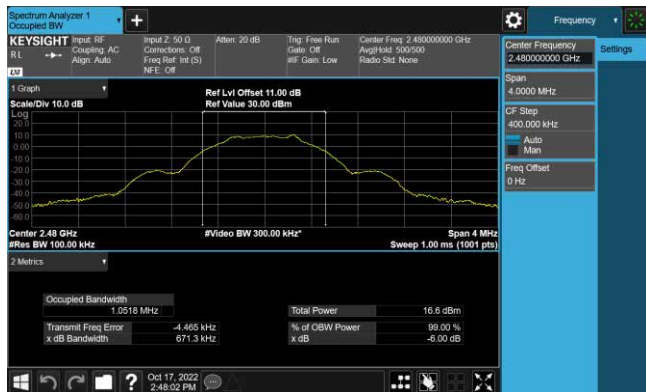 Spectrum Analyzer 1
Occupied BW
+
Frequency
KEYSIGHT
RL
LXI
Input: RF
Coupling: AC
Align: Auto
Input Z: 50 Ω
Corrections: Off
Freq Ref: Int (S)
NFE: Off
Atten: 20 dB
Trig: Free Run
Gate: Off
#IF Gain: Low
Center Freq: 2.480000000 GHz
Avg|Hold: 500/500
Radio Std: None
Center Frequency
2.480000000 GHz
Settings
Span
4.0000 MHz
CF Step
400.000 kHz
Auto
Man
Freq Offset
0 Hz
1 Graph
Scale/Div 10.0 dB
Ref Lvl Offset 11.00 dB
Ref Value 30.00 dBm
Log
20.0
10.0
0.00
-10.0
-20.0
-30.0
-40.0
-50.0
-60.0
Center 2.48 GHz
#Video BW 300.00 kHz*
Span 4 MHz
#Res BW 100.00 kHz
Sweep 1.00 ms (1001 pts)
2 Metrics
Occupied Bandwidth
1.0518 MHz
Total Power 16.6 dBm
Transmit Freq Error -4.465 kHz
% of OBW Power 99.00 %
x dB Bandwidth 671.3 kHz
x dB -6.00 dB
?
Oct 17, 2022
2:48:02 PM